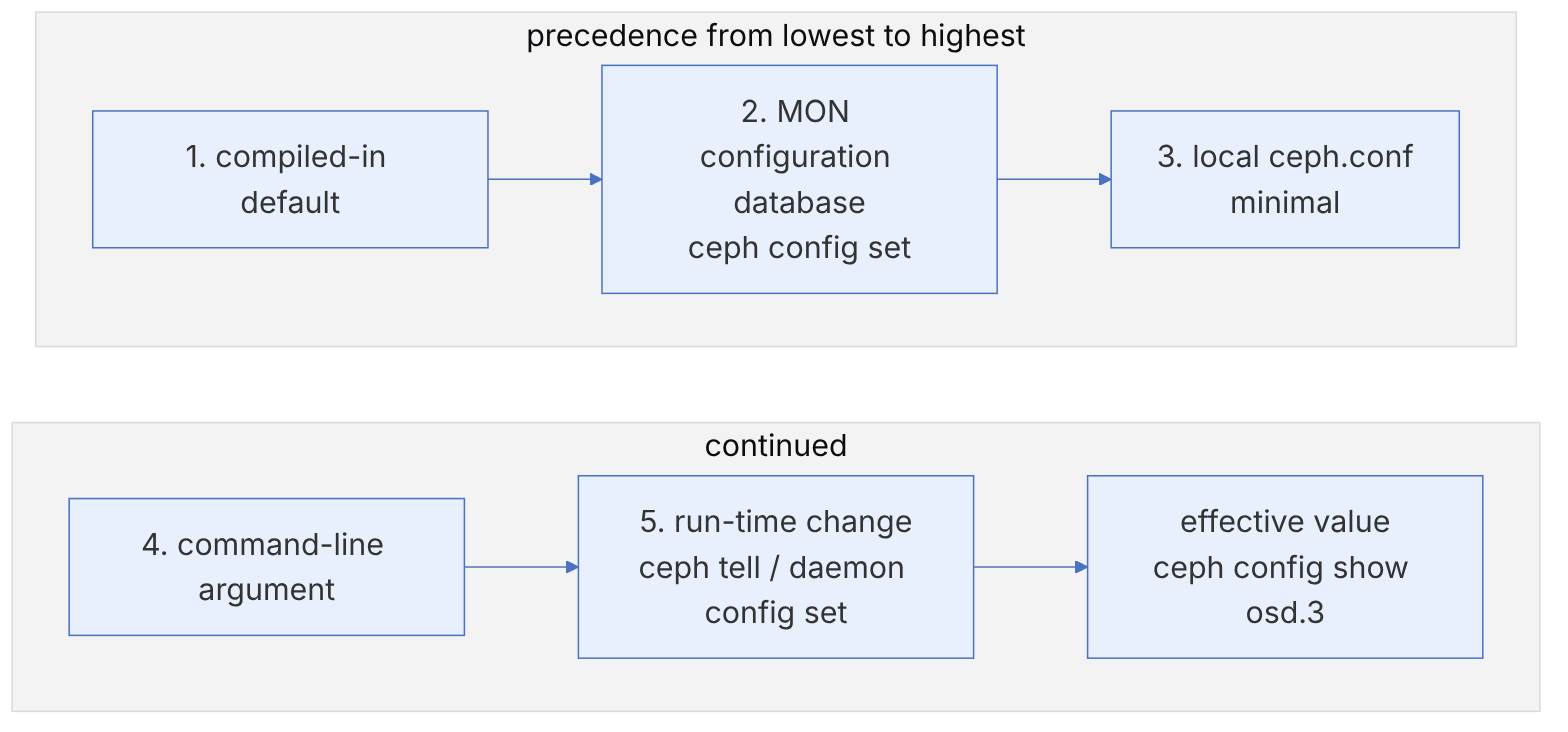 precedence from lowest to highest
1. compiled-in
default
2. MON
configuration
database
ceph config set
3. local ceph.conf
minimal
continued
4. command-line
argument
5. run-time change
ceph tell / daemon
config set
effective value
ceph config show
osd.3